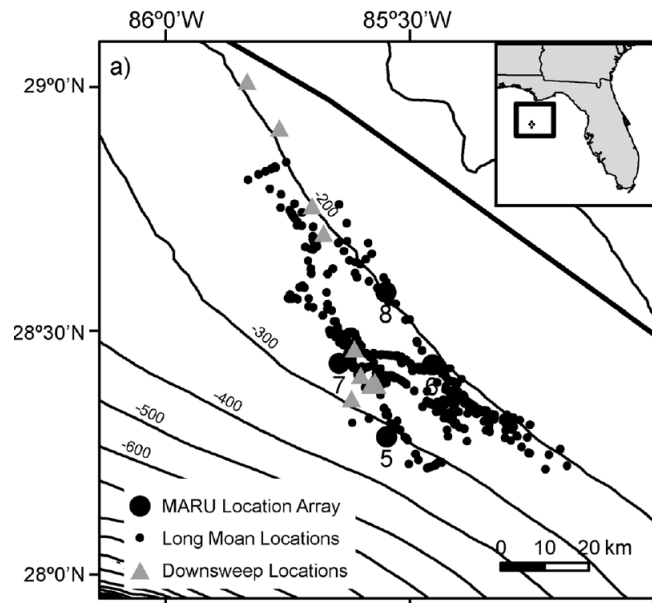 86°0'W 85°30'W
29°0'N
a)
-200
8
28°30'N
-300
7
6
-400
5
-500
-600
MARU Location Array
Long Moan Locations
0 10 20 km
Downsweep Locations
28°0'N